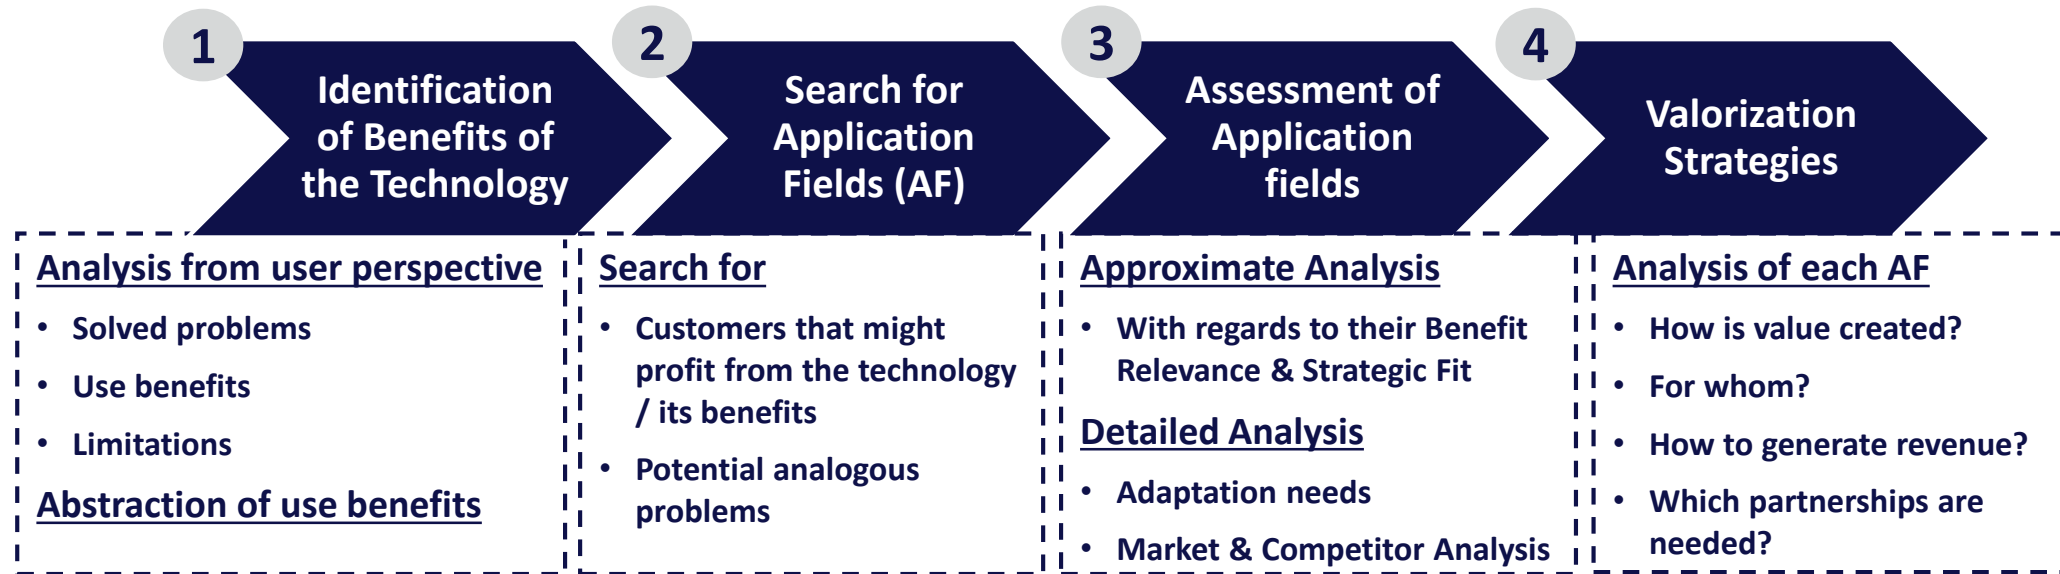 1
Identification
of Benefits of
the Technology
2
Search for
Application
Fields (AF)
3
Assessment of
Application
fields
4
Valorization
Strategies
Analysis from user perspective
• Solved problems
• Use benefits
• Limitations
Abstraction of use benefits
Search for
• Customers that might
profit from the technology
/ its benefits
• Potential analogous
problems
Approximate Analysis
• With regards to their Benefit
Relevance & Strategic Fit
Detailed Analysis
• Adaptation needs
• Market & Competitor Analysis
Analysis of each AF
• How is value created?
• For whom?
• How to generate revenue?
• Which partnerships are
needed?